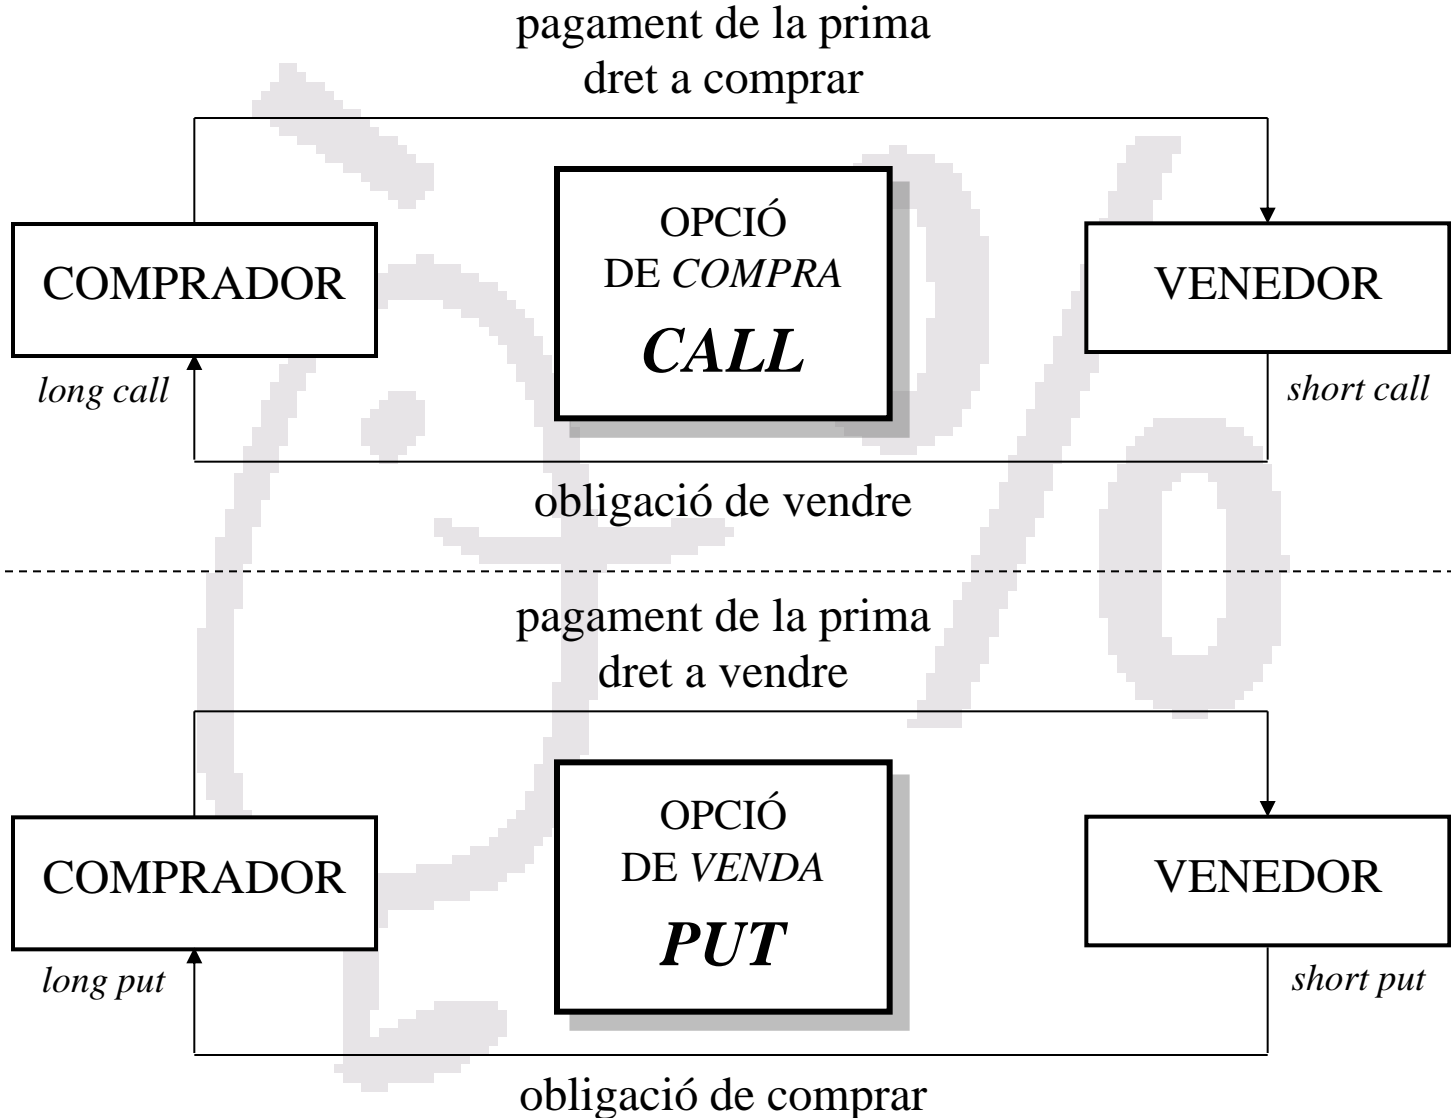 pagament de la prima
dret a comprar
OPCIÓ
DE COMPRA
CALL
COMPRADOR
VENEDOR
long call
short call
obligació de vendre
pagament de la prima
dret a vendre
OPCIÓ
DE VENDA
PUT
COMPRADOR
VENEDOR
long put
short put
obligació de comprar